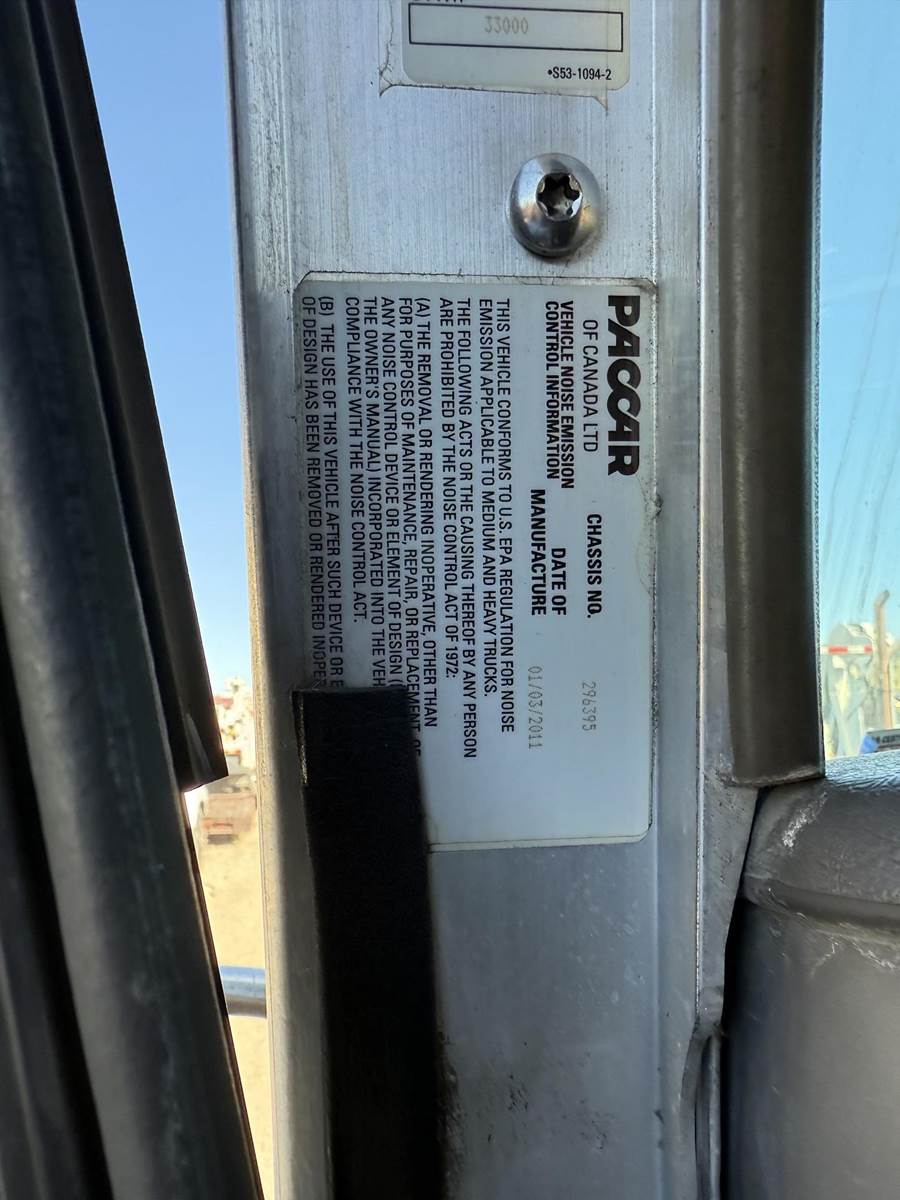 33000
•S53-1094-2
PACCAR
OF CANADA LTD
VEHICLE NOISE EMISSION
CONTROL INFORMATION
CHASSIS NO. 296395
DATE OF
MANUFACTURE 01/03/2011
THIS VEHICLE CONFORMS TO U.S. EPA REGULATION FOR NOISE
EMISSION APPLICABLE TO MEDIUM AND HEAVY TRUCKS.
THE FOLLOWING ACTS OR THE CAUSING THEREOF BY ANY PERSON
ARE PROHIBITED BY THE NOISE CONTROL ACT OF 1972:
(A) THE REMOVAL OR RENDERING INOPERATIVE, OTHER THAN
FOR PURPOSES OF MAINTENANCE, REPAIR, OR REPLACEMENT OF
ANY NOISE CONTROL DEVICE OR ELEMENT OF DESIGN (
THE OWNER'S MANUAL) INCORPORATED INTO THE VEH
COMPLIANCE WITH THE NOISE CONTROL ACT.
(B) THE USE OF THIS VEHICLE AFTER SUCH DEVICE OR E
OF DESIGN HAS BEEN REMOVED OR RENDERED INOPER